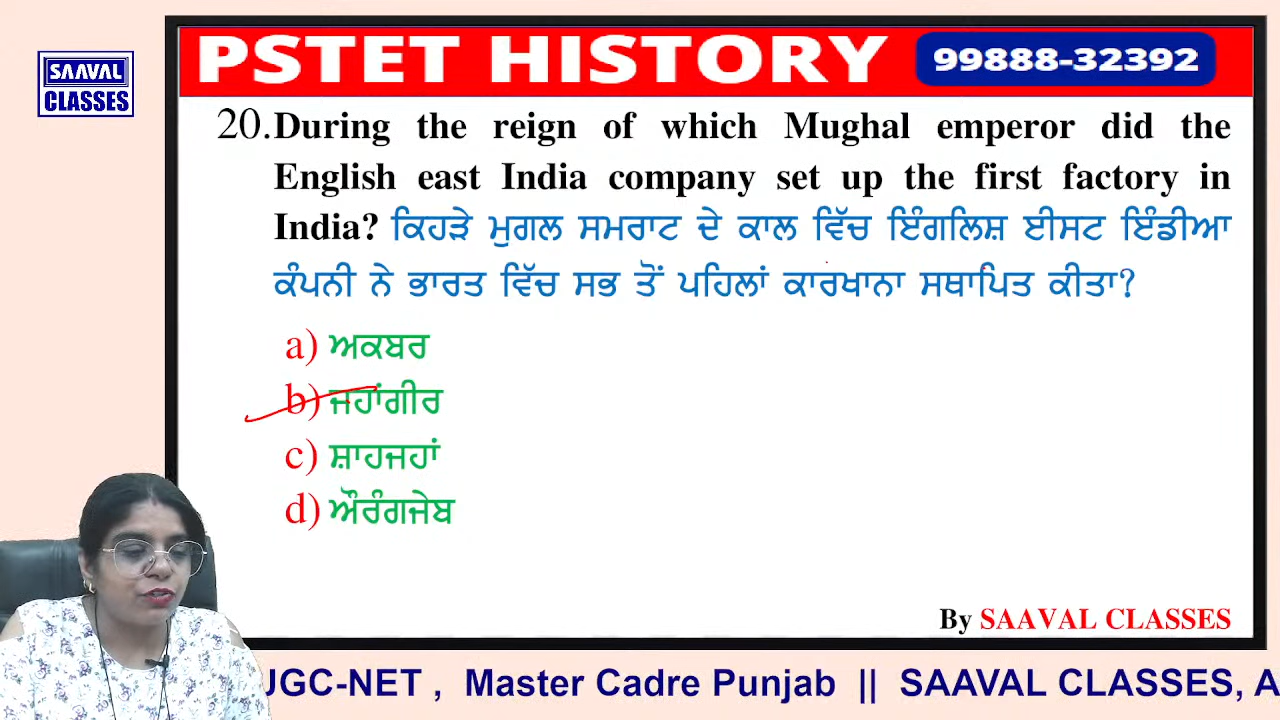 SAAVAL
CLASSES
PSTET HISTORY
99888-32392
20.During the reign of which Mughal emperor did the
English east India company set up the first factory in
India? ਕਿਹੜੇ ਮੁਗਲ ਸਮਰਾਟ ਦੇ ਕਾਲ ਵਿੱਚ ਇੰਗਲਿਸ਼ ਈਸਟ ਇੰਡੀਆ
ਕੰਪਨੀ ਨੇ ਭਾਰਤ ਵਿੱਚ ਸਭ ਤੋਂ ਪਹਿਲਾਂ ਕਾਰਖਾਨਾ ਸਥਾਪਿਤ ਕੀਤਾ?
a) ਅਕਬਰ
b) ਜਹਾਂਗੀਰ
c) ਸ਼ਾਹਜਹਾਂ
d) ਔਰੰਗਜੇਬ
By SAAVAL CLASSES
JGC-NET , Master Cadre Punjab || SAAVAL CLASSES, A